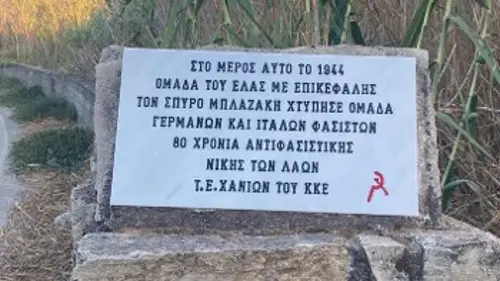 ΣΤΟ ΜΕΡΟΣ ΑΥΤΟ ΤΟ 1944
ΟΜΑΔΑ ΤΟΥ ΕΛΑΣ ΜΕ ΕΠΙΚΕΦΑΛΗΣ
ΤΟΝ ΣΠΥΡΟ ΜΠΛΑΖΑΚΗ ΧΤΥΠΗΣΕ ΟΜΑΔΑ
ΓΕΡΜΑΝΩΝ ΚΑΙ ΙΤΑΛΩΝ ΦΑΣΙΣΤΩΝ
80 ΧΡΟΝΙΑ ΑΝΤΙΦΑΣΙΣΤΙΚΗΣ
ΝΙΚΗΣ ΤΩΝ ΛΑΩΝ
Τ.Ε.ΧΑΝΙΩΝ ΤΟΥ ΚΚΕ